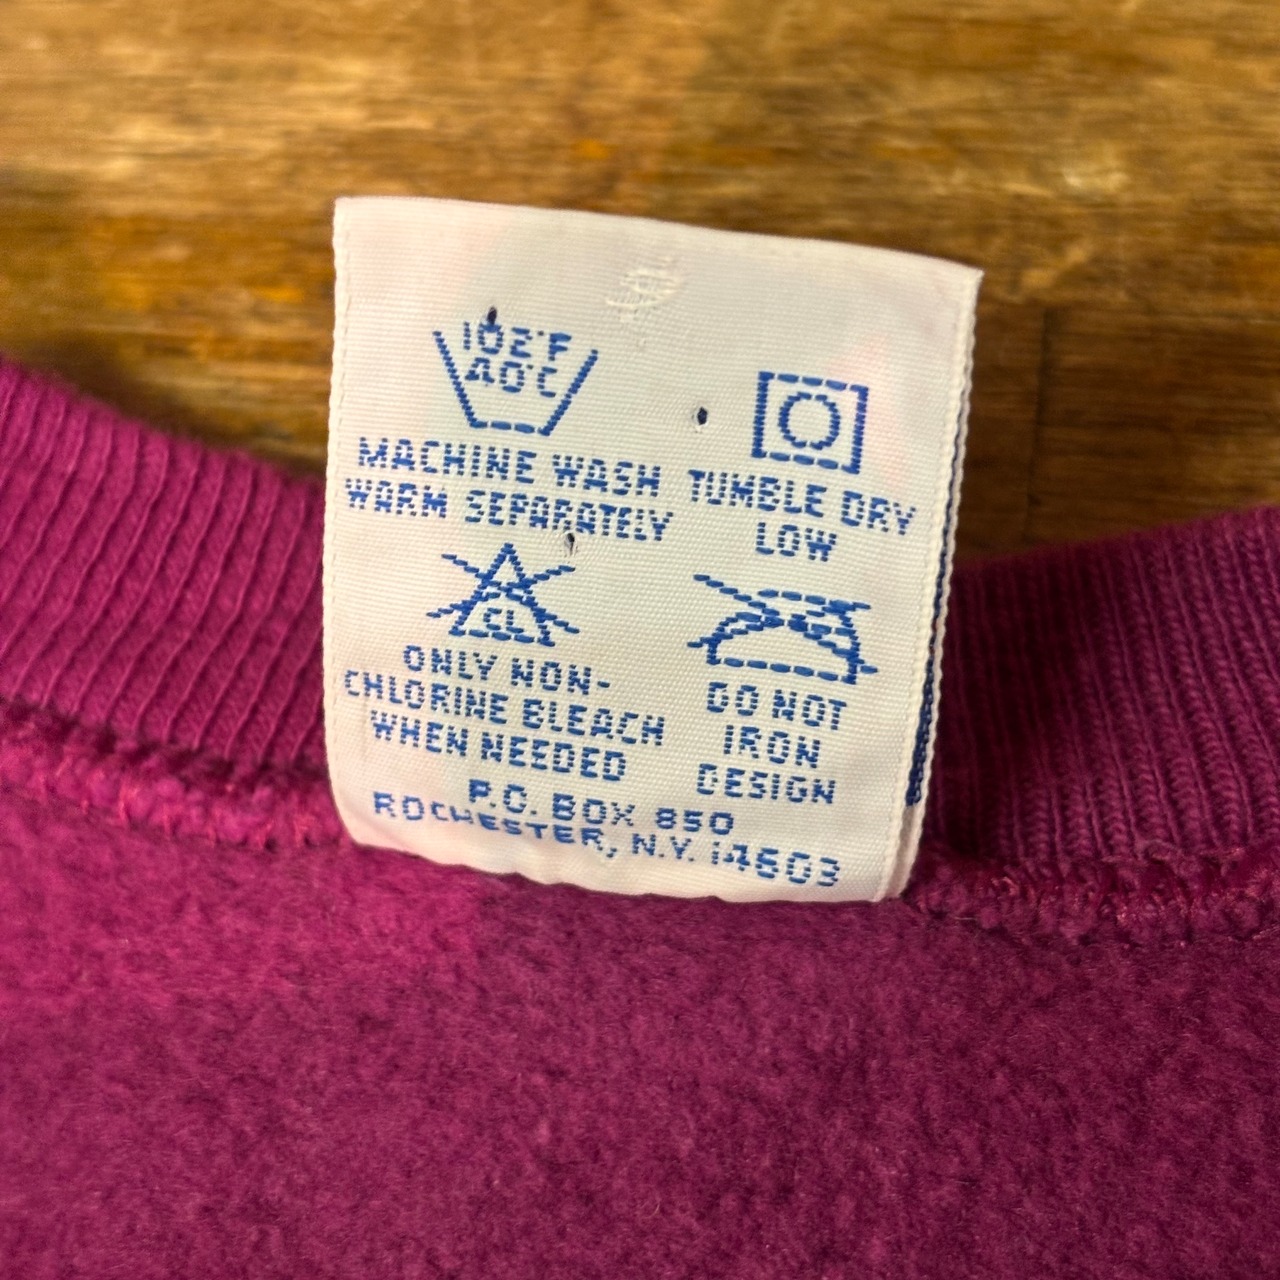 102°F
40°C
MACHINE WASH
WARM SEPARATELY
TUMBLE DRY
LOW
CL
ONLY NON-
CHLORINE BLEACH
WHEN NEEDED
DO NOT
IRON
DESIGN
P.O. BOX 850
ROCHESTER, N.Y. 14603